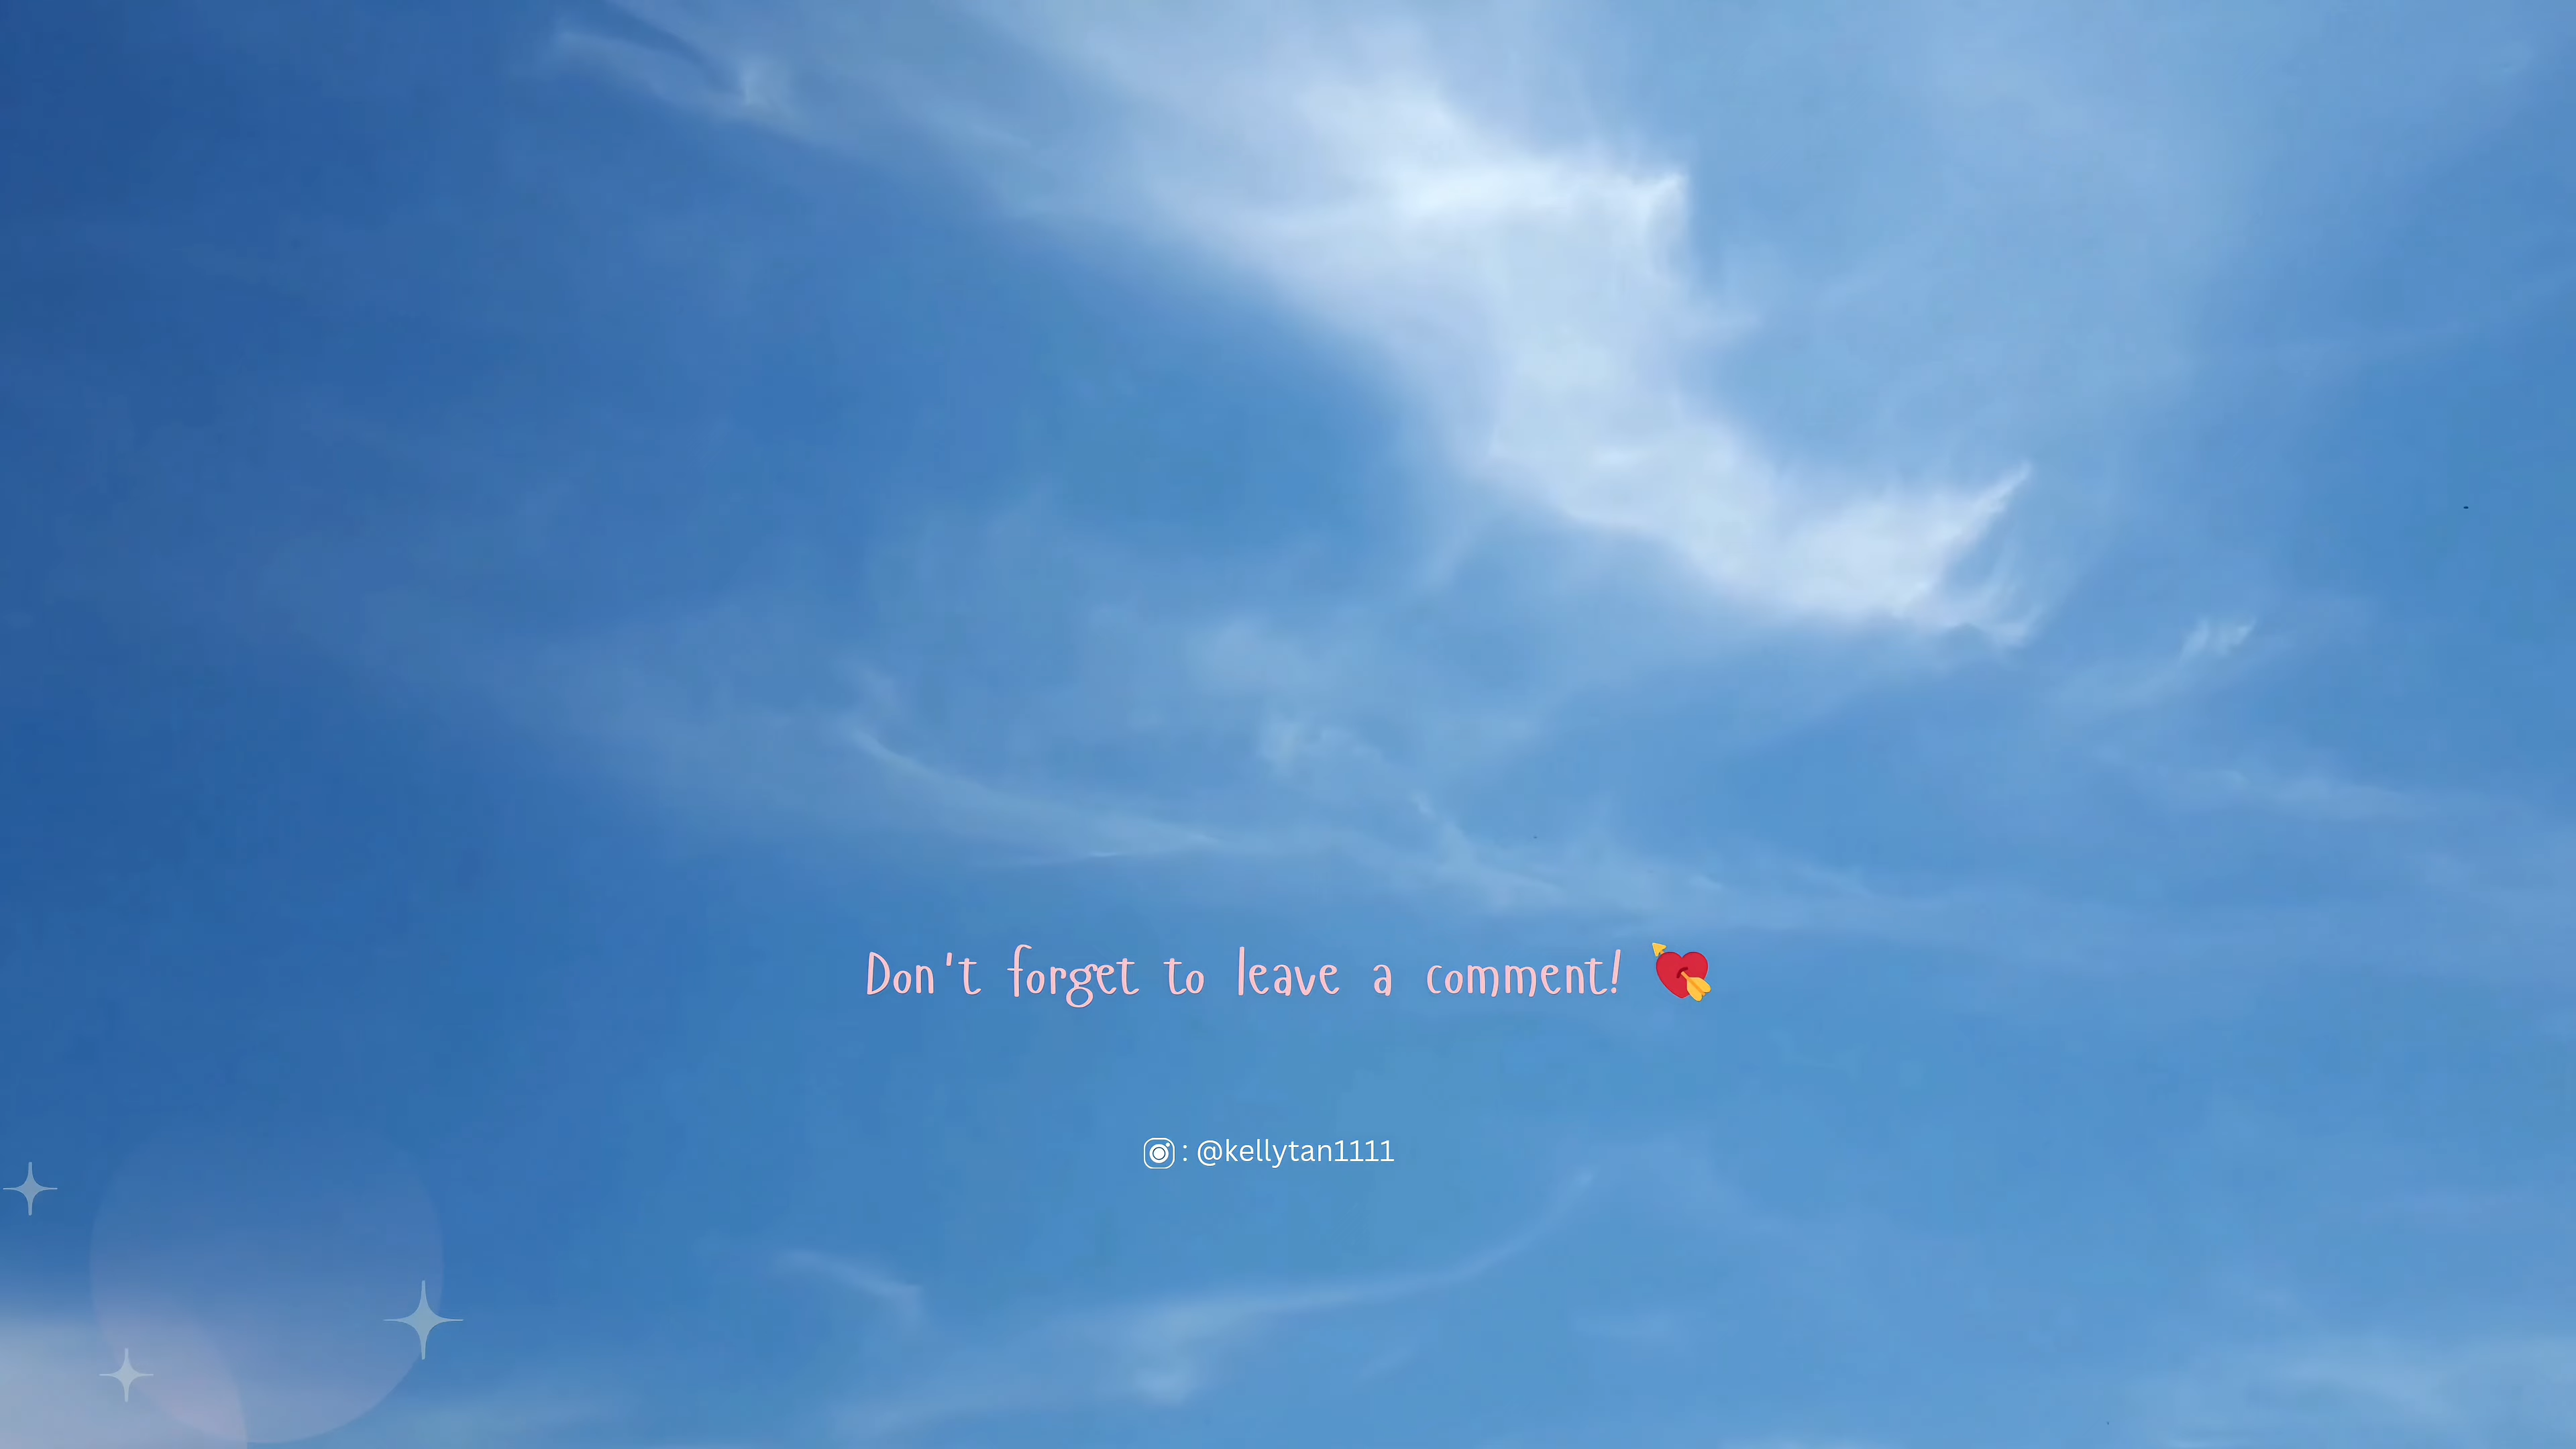 Don't forget to leave a comment! 💘
: @kellytan1111